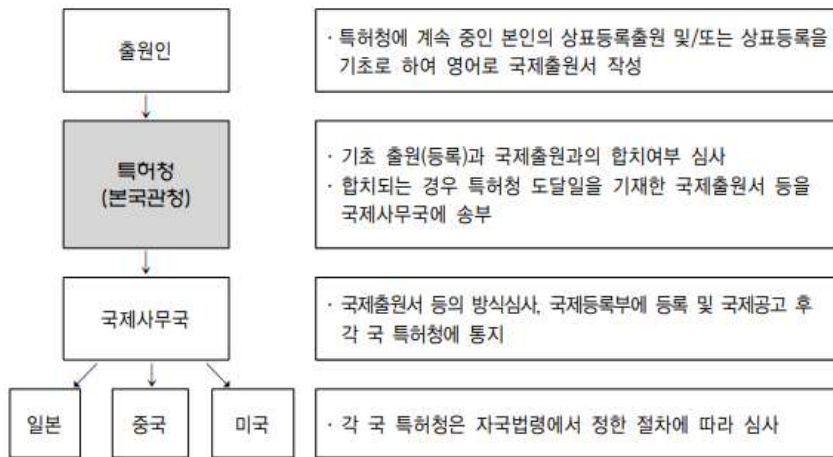 출원인
· 특허청에 계속 중인 본인의 상표등록출원 및/또는 상표등록을
기초로 하여 영어로 국제출원서 작성
특허청
(본국관청)
· 기초 출원(등록)과 국제출원과의 합치여부 심사
· 합치되는 경우 특허청 도달일을 기재한 국제출원서 등을
국제사무국에 송부
국제사무국
· 국제출원서 등의 방식심사, 국제등록부에 등록 및 국제공고 후
각 국 특허청에 통지
일본
중국
미국
· 각 국 특허청은 자국법령에서 정한 절차에 따라 심사